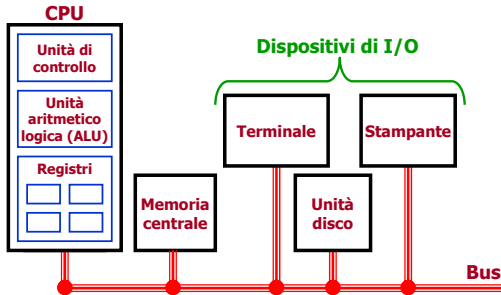 CPU
Unità di
controllo
Unità
aritmetico
logica (ALU)
Registri
Dispositivi di I/O
Terminale
Stampante
Memoria
centrale
Unità
disco
Bus